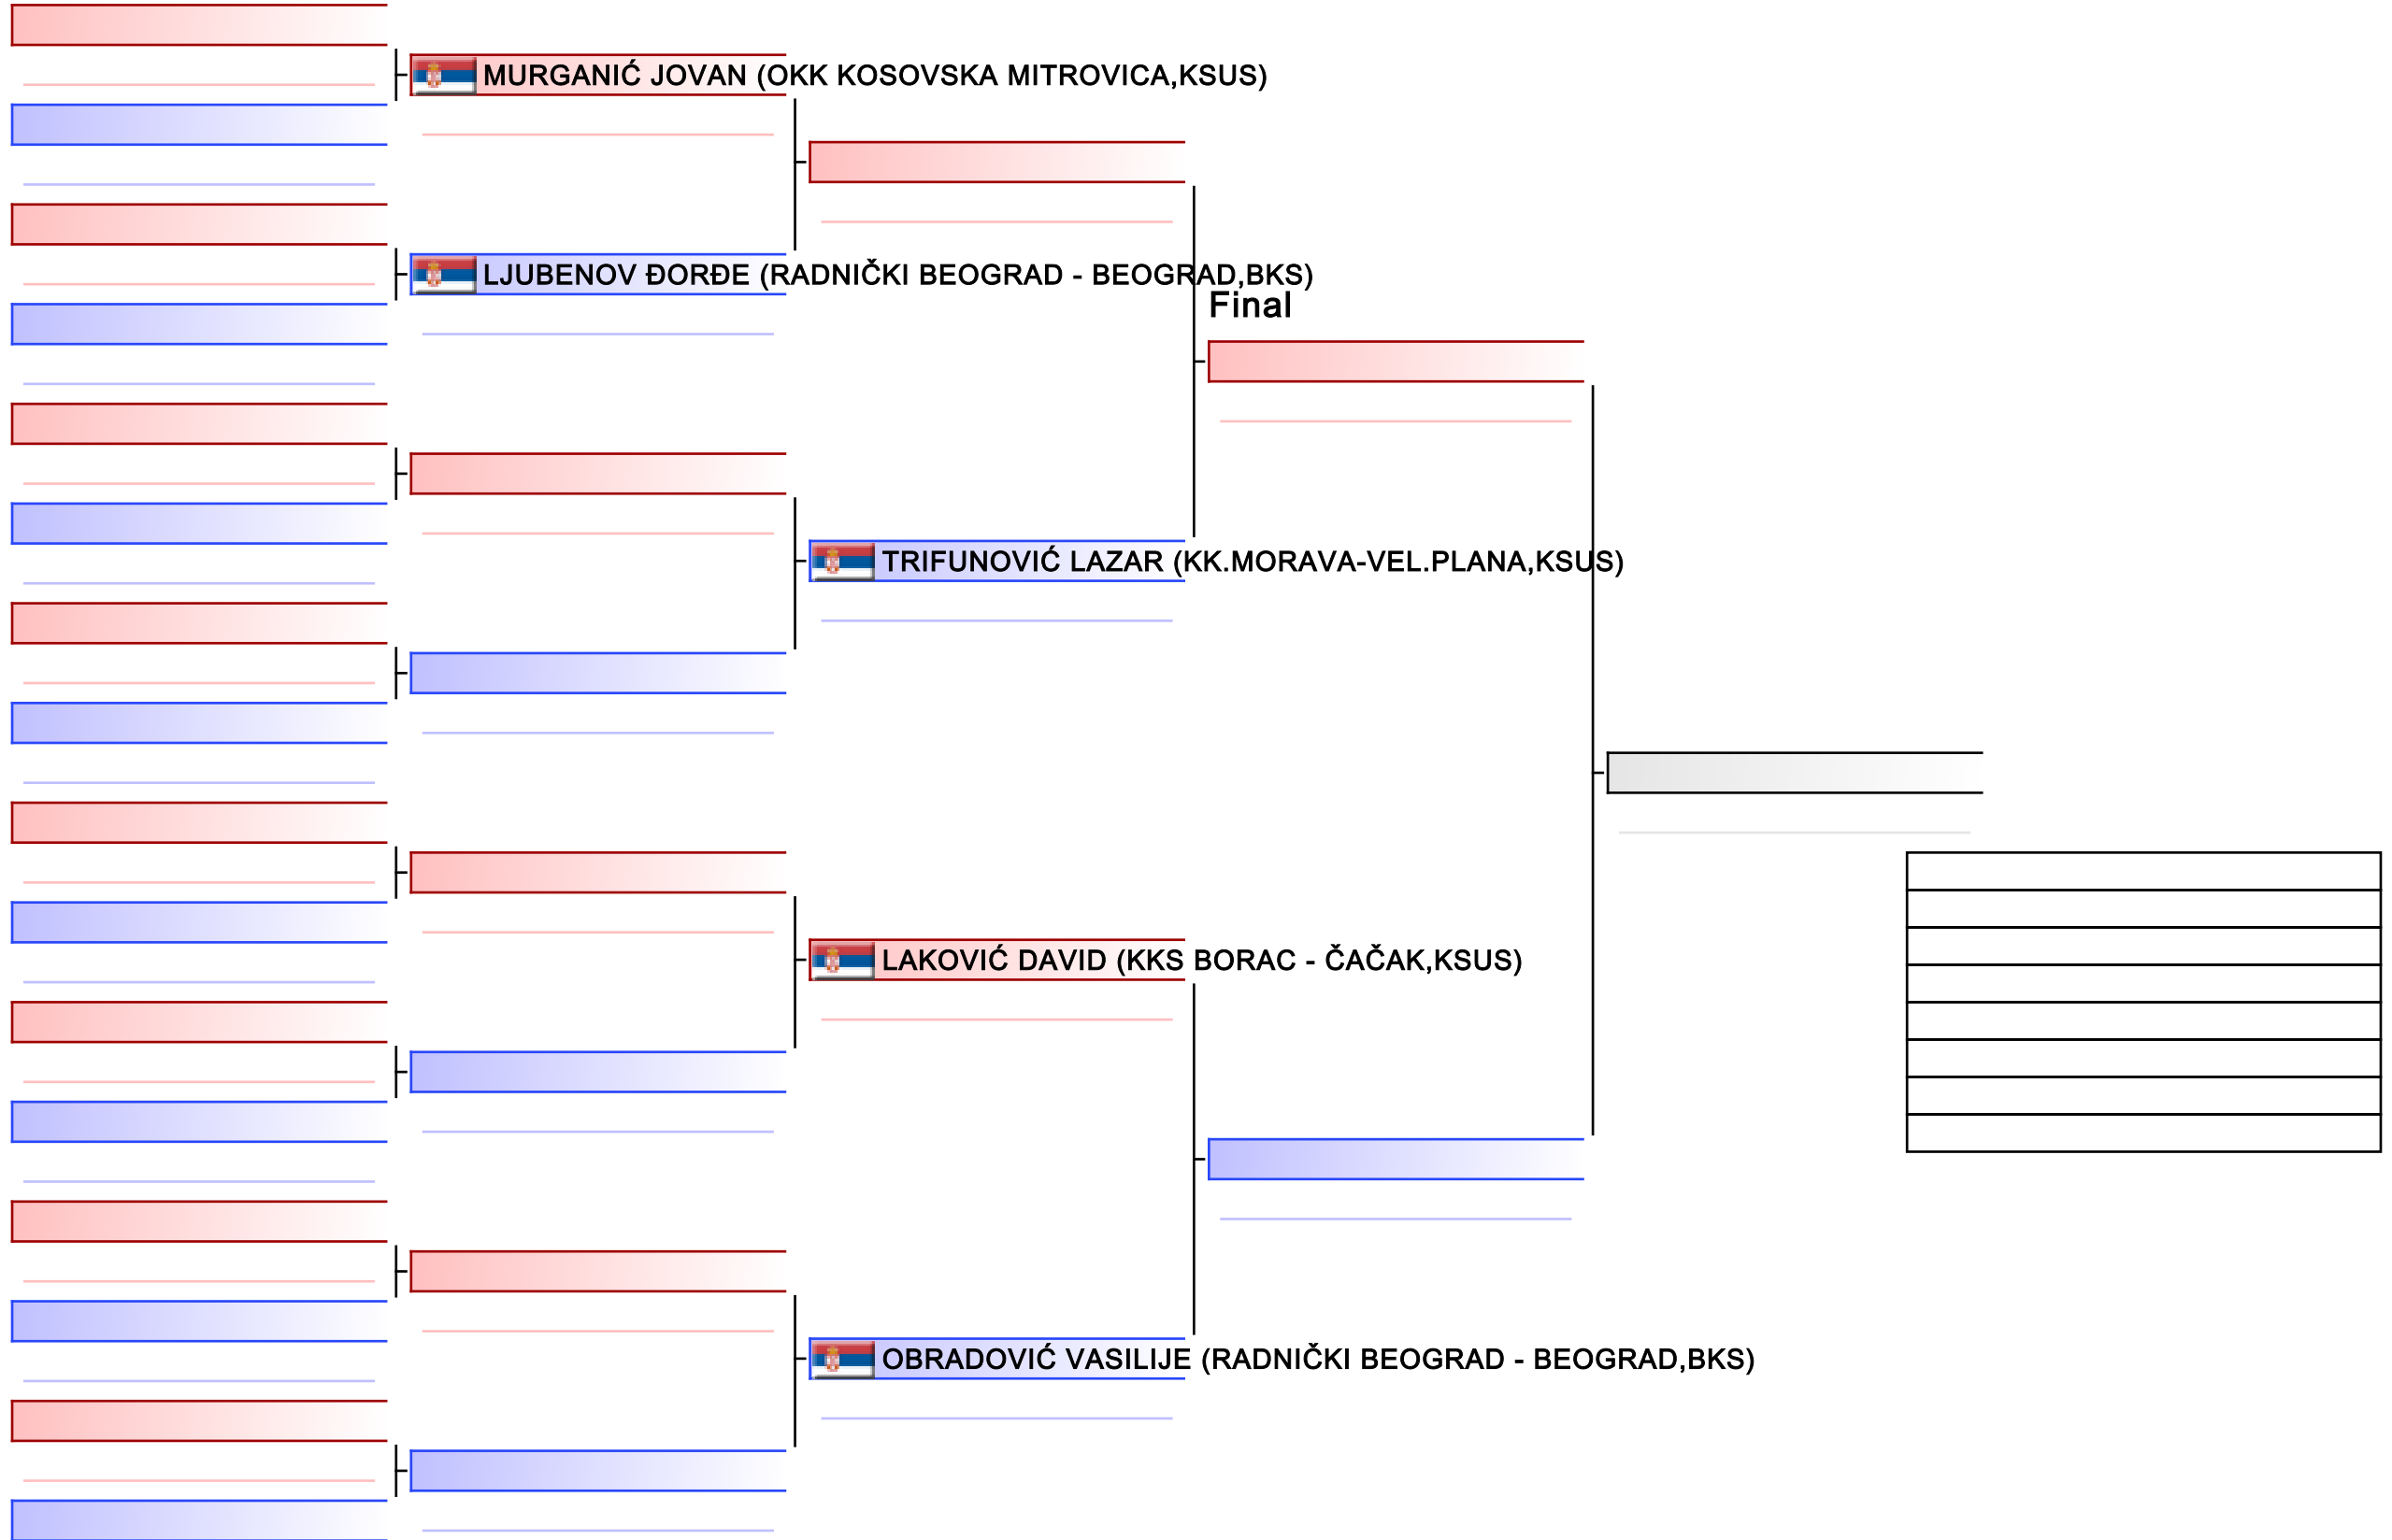 MURGANIĆ JOVAN (OKK KOSOVSKA MITROVICA,KSUS)
LJUBENOV ĐORĐE (RADNIČKI BEOGRAD - BEOGRAD,BKS)
Final
TRIFUNOVIĆ LAZAR (KK.MORAVA-VEL.PLANA,KSUS)
LAKOVIĆ DAVID (KKS BORAC - ČAČAK,KSUS)
OBRADOVIĆ VASILIJE (RADNIČKI BEOGRAD - BEOGRAD,BKS)